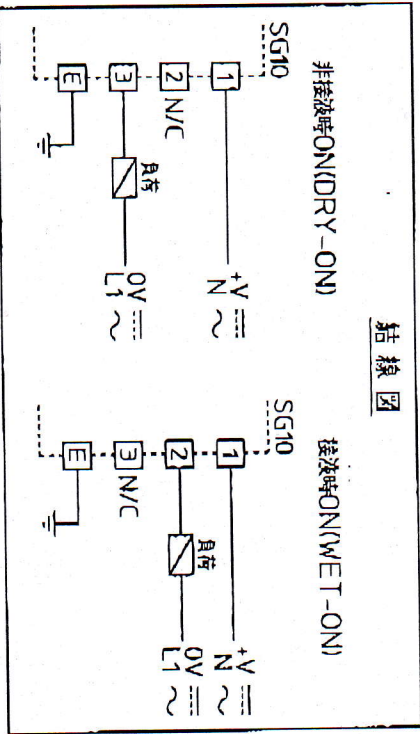 結線図
非接液時ON(DRY-ON)
SG10
1
+V ⎓
N ~
2 N/C
3
負荷
0V ⎓
L1 ~
E
接液時ON(WET-ON)
SG10
1
+V ⎓
N ~
2
負荷
0V ⎓
L1 ~
3 N/C
E